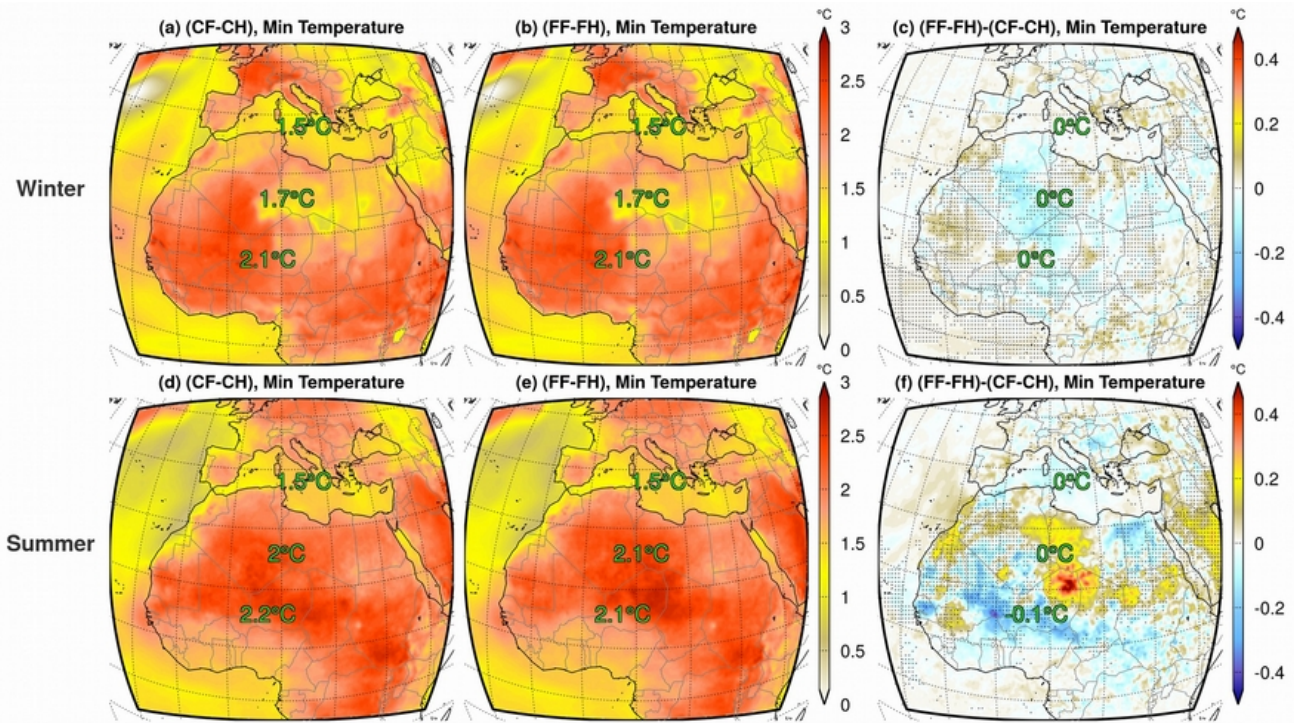 (a) (CF-CH), Min Temperature
(b) (FF-FH), Min Temperature
(c) (FF-FH)-(CF-CH), Min Temperature
Winter
1.5°C
1.7°C
2.1°C
1.5°C
1.7°C
2.1°C
°C
3
2.5
2
1.5
1
0.5
0
0°C
0°C
0°C
°C
0.4
0.2
0
-0.2
-0.4
(d) (CF-CH), Min Temperature
(e) (FF-FH), Min Temperature
(f) (FF-FH)-(CF-CH), Min Temperature
Summer
1.5°C
2°C
2.2°C
1.5°C
2.1°C
2.1°C
°C
3
2.5
2
1.5
1
0.5
0
0°C
0°C
-0.1°C
°C
0.4
0.2
0
-0.2
-0.4